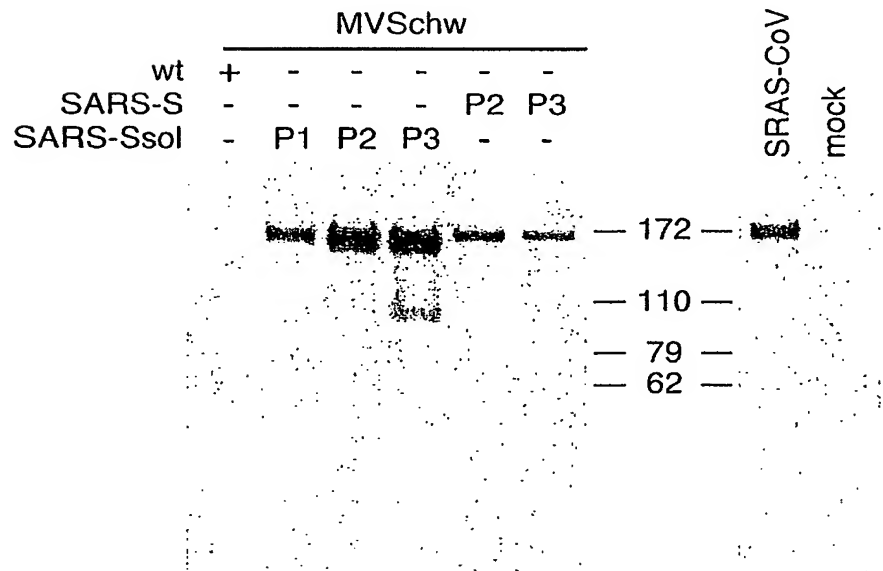 MVSchw
wt + - - - - -
SARS-S - - - - P2 P3
SARS-Ssol - P1 P2 P3 - -
SRAS-CoV
mock
— 172 —
— 110 —
— 79 —
— 62 —